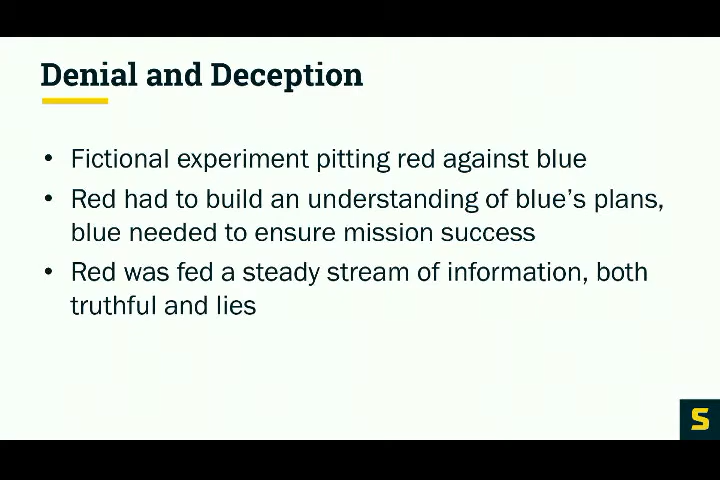 Denial and Deception
• Fictional experiment pitting red against blue
• Red had to build an understanding of blue's plans,
blue needed to ensure mission success
• Red was fed a steady stream of information, both
truthful and lies
S